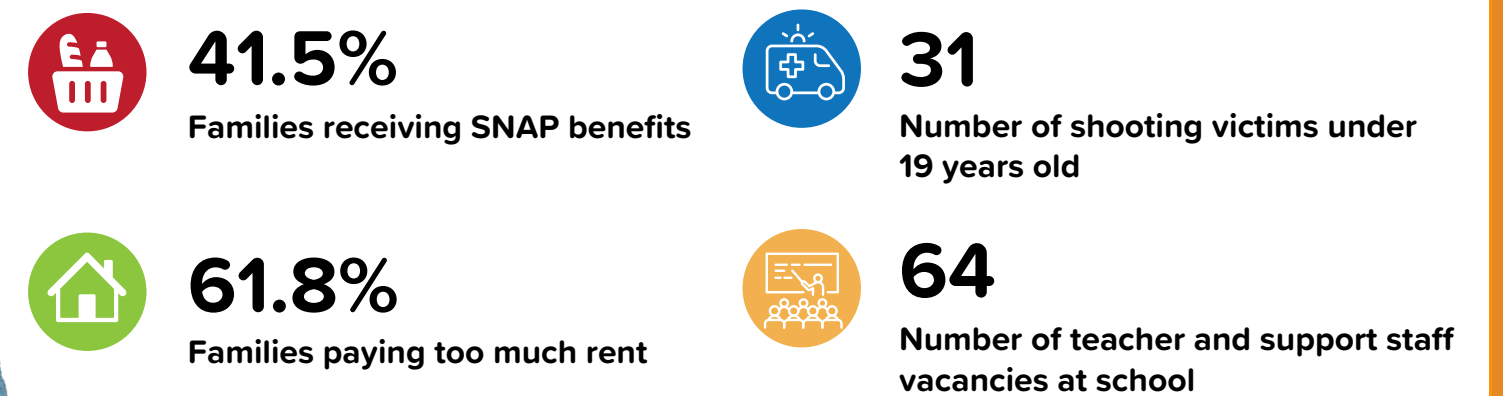 41.5%
Families receiving SNAP benefits
31
Number of shooting victims under
19 years old
61.8%
Families paying too much rent
64
Number of teacher and support staff
vacancies at school